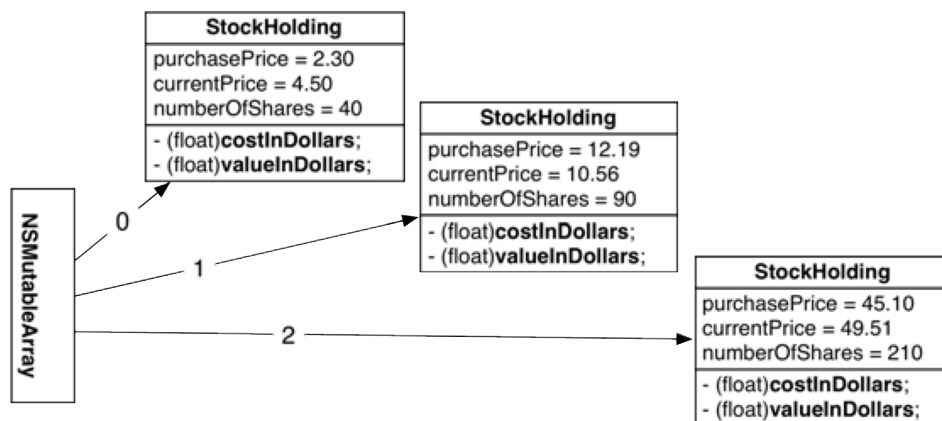 StockHolding
purchasePrice = 2.30
currentPrice = 4.50
numberOfShares = 40
- (float)costInDollars;
- (float)valueInDollars;
StockHolding
purchasePrice = 12.19
currentPrice = 10.56
numberOfShares = 90
- (float)costInDollars;
- (float)valueInDollars;
StockHolding
purchasePrice = 45.10
currentPrice = 49.51
numberOfShares = 210
- (float)costInDollars;
- (float)valueInDollars;
NSMutableArray
0
1
2